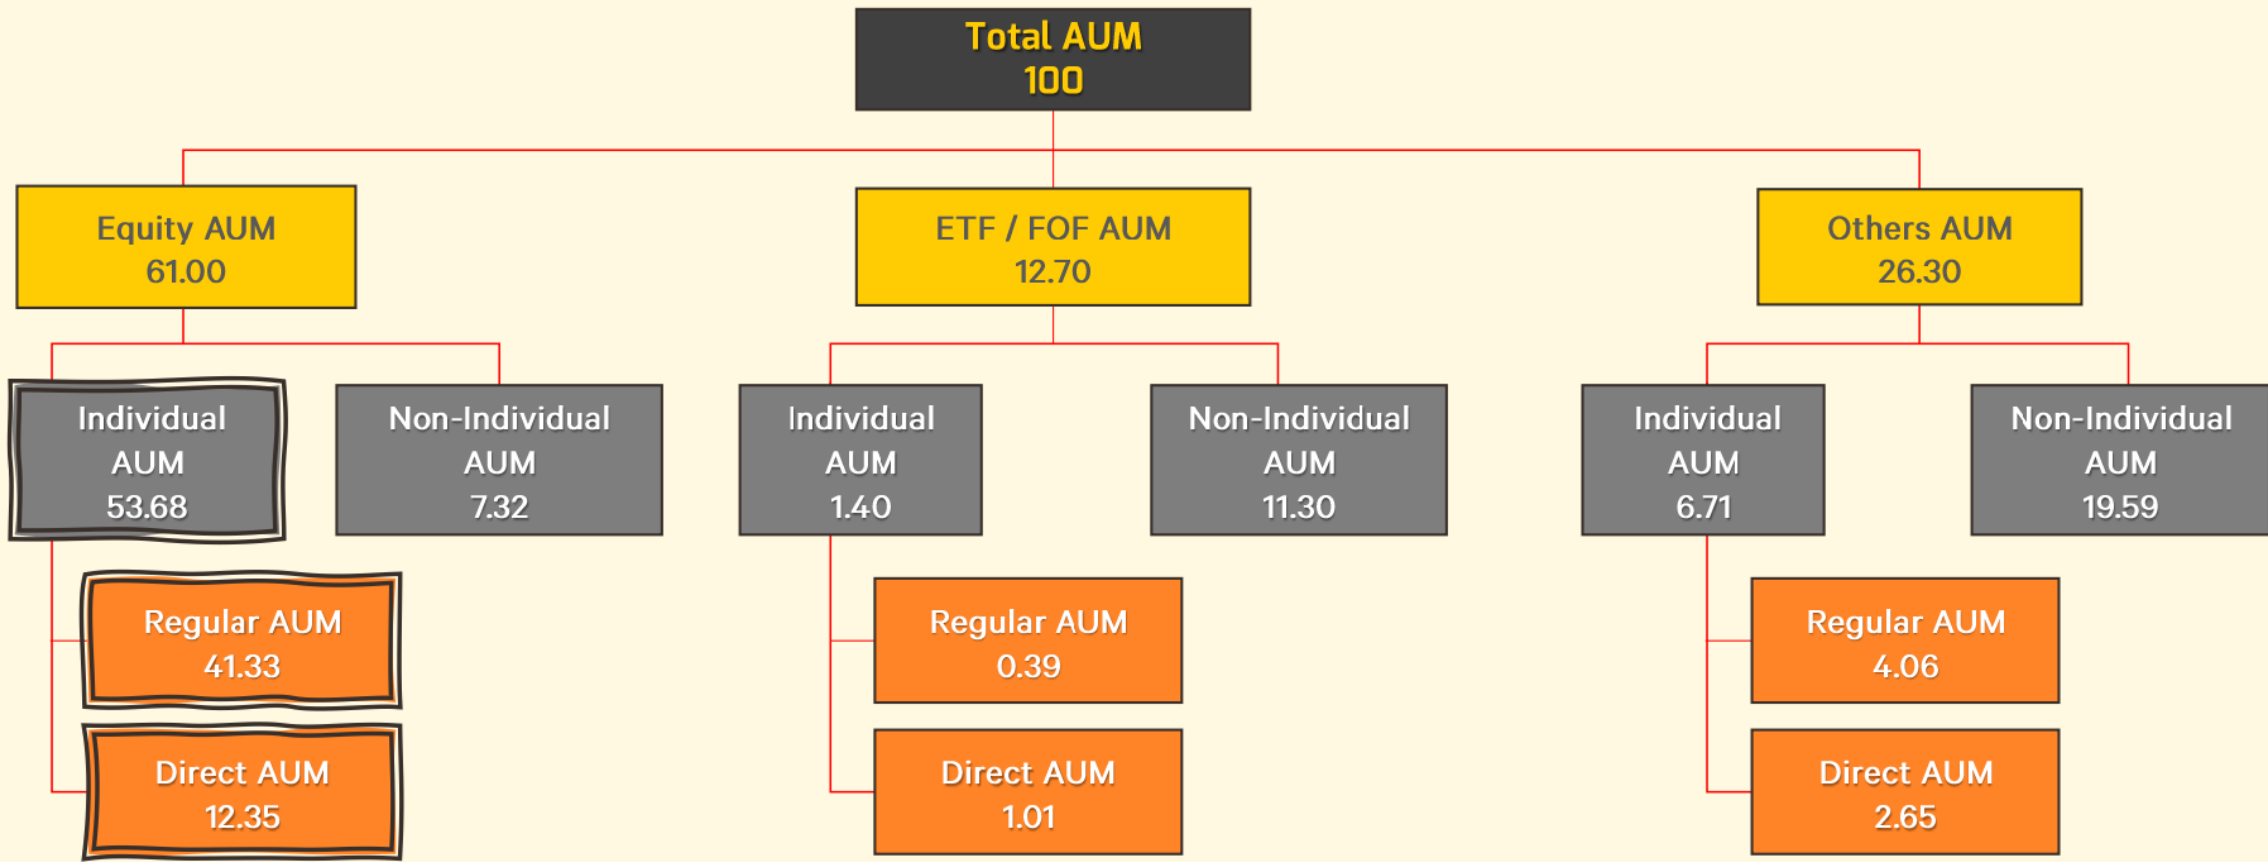 Total AUM
100
Equity AUM
61.00
ETF / FOF AUM
12.70
Others AUM
26.30
Individual
AUM
53.68
Non-Individual
AUM
7.32
Individual
AUM
1.40
Non-Individual
AUM
11.30
Individual
AUM
6.71
Non-Individual
AUM
19.59
Regular AUM
41.33
Regular AUM
0.39
Regular AUM
4.06
Direct AUM
12.35
Direct AUM
1.01
Direct AUM
2.65